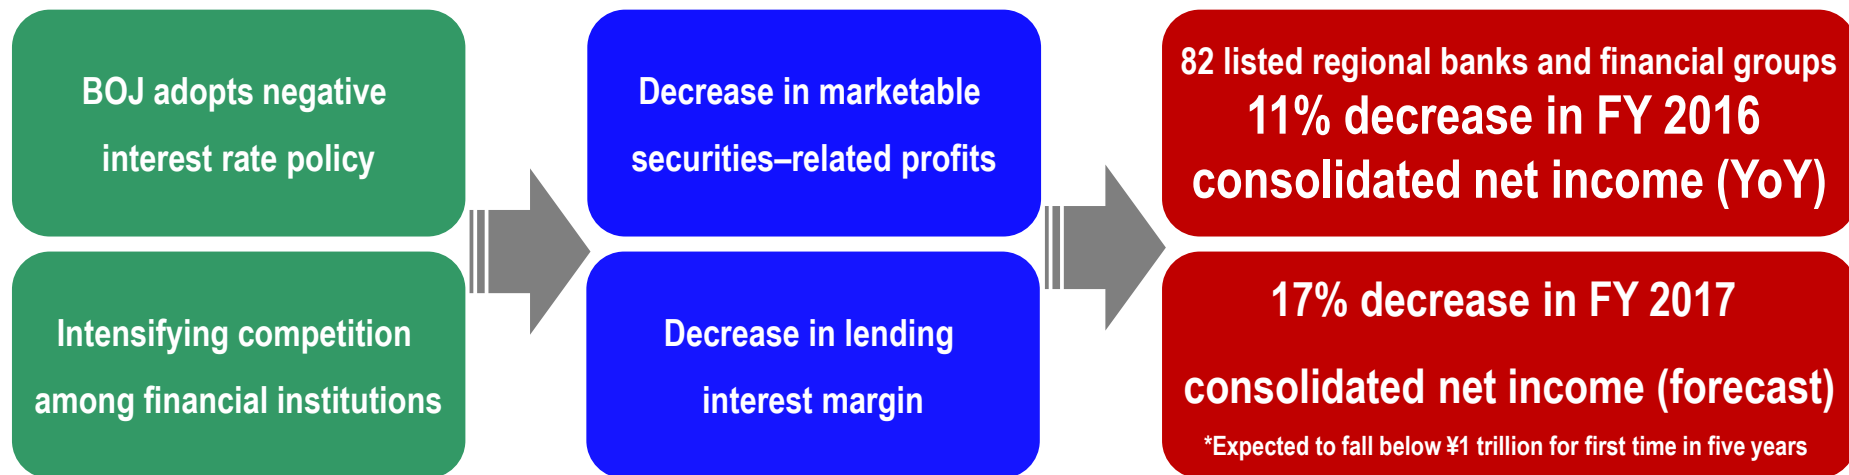 BOJ adopts negative
interest rate policy
Intensifying competition
among financial institutions
Decrease in marketable
securities–related profits
Decrease in lending
interest margin
82 listed regional banks and financial groups
11% decrease in FY 2016
consolidated net income (YoY)
17% decrease in FY 2017
consolidated net income (forecast)
*Expected to fall below ¥1 trillion for first time in five years